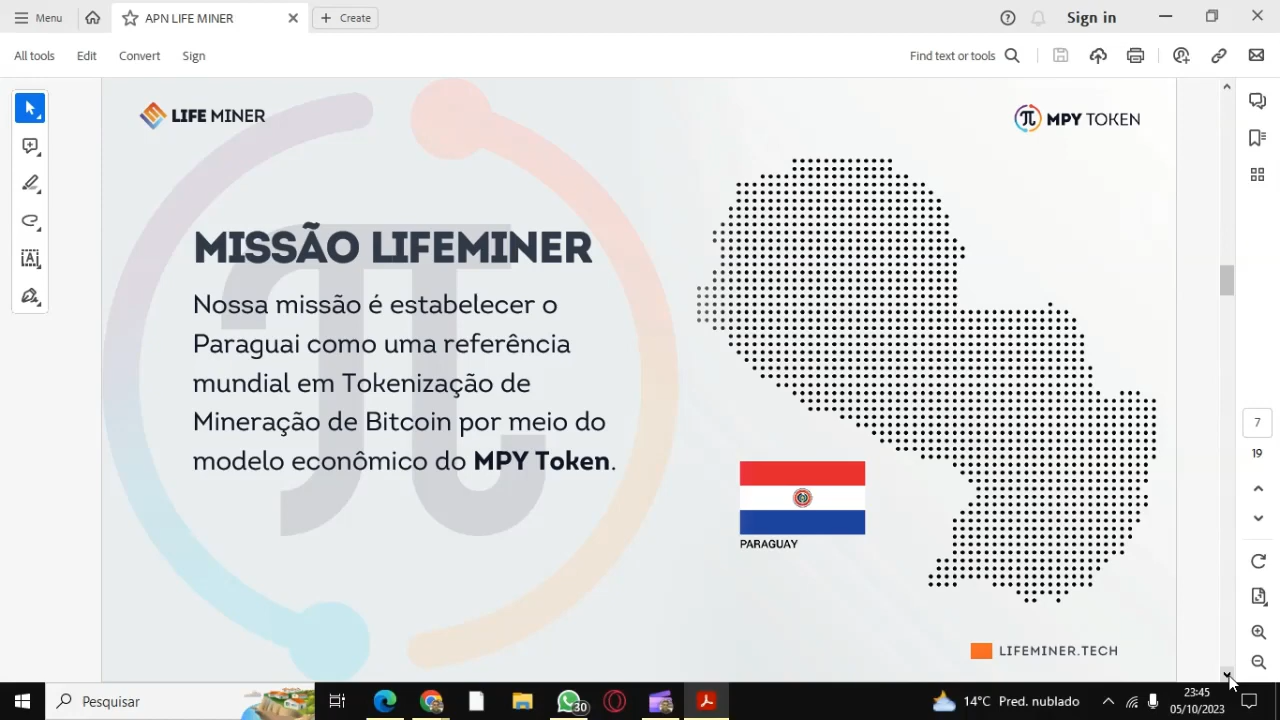 Menu
APN LIFE MINER
Create
Sign in
All tools
Edit
Convert
Sign
Find text or tools
LIFE MINER
MPY TOKEN
MISSÃO LIFEMINER
Nossa missão é estabelecer o
Paraguai como uma referência
mundial em Tokenização de
Mineração de Bitcoin por meio do
modelo econômico do MPY Token.
PARAGUAY
LIFEMINER.TECH
7
19
Pesquisar
30
14°C Pred. nublado
23:45
05/10/2023